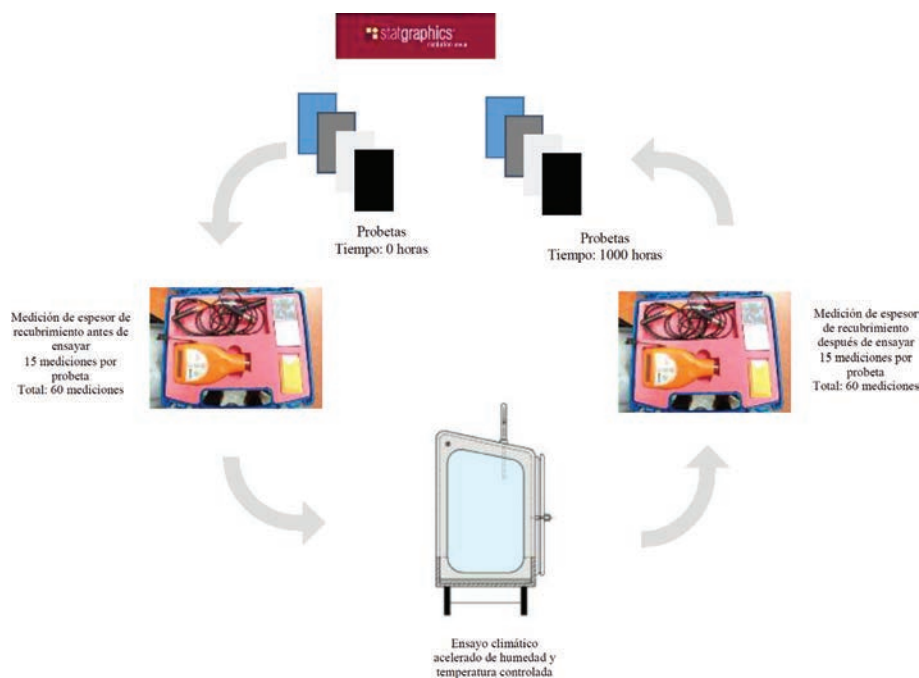 statgraphics
Probetas
Tiempo: 0 horas
Probetas
Tiempo: 1000 horas
Medición de espesor de
recubrimiento antes de
ensayar
15 mediciones por
probeta
Total: 60 mediciones
Medición de espesor
de recubrimiento
después de ensayar
15 mediciones por
probeta
Total: 60 mediciones
Ensayo climático
acelerado de humedad y
temperatura controlada